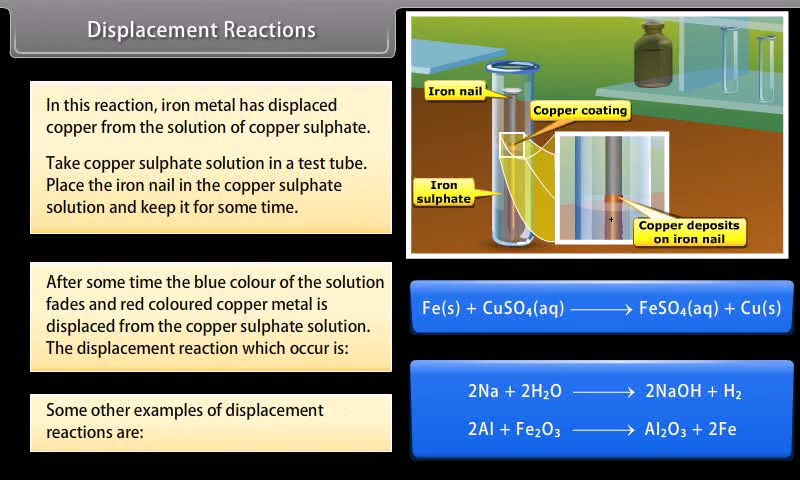 Displacement Reactions
In this reaction, iron metal has displaced
copper from the solution of copper sulphate.
Take copper sulphate solution in a test tube.
Place the iron nail in the copper sulphate
solution and keep it for some time.
Iron nail
Copper coating
Iron
sulphate
Copper deposits
on iron nail
After some time the blue colour of the solution
fades and red coloured copper metal is
displaced from the copper sulphate solution.
The displacement reaction which occur is:
Fe(s) + CuSO₄(aq) ⟶ FeSO₄(aq) + Cu(s)
Some other examples of displacement
reactions are:
2Na + 2H₂O ⟶ 2NaOH + H₂
2Al + Fe₂O₃ ⟶ Al₂O₃ + 2Fe